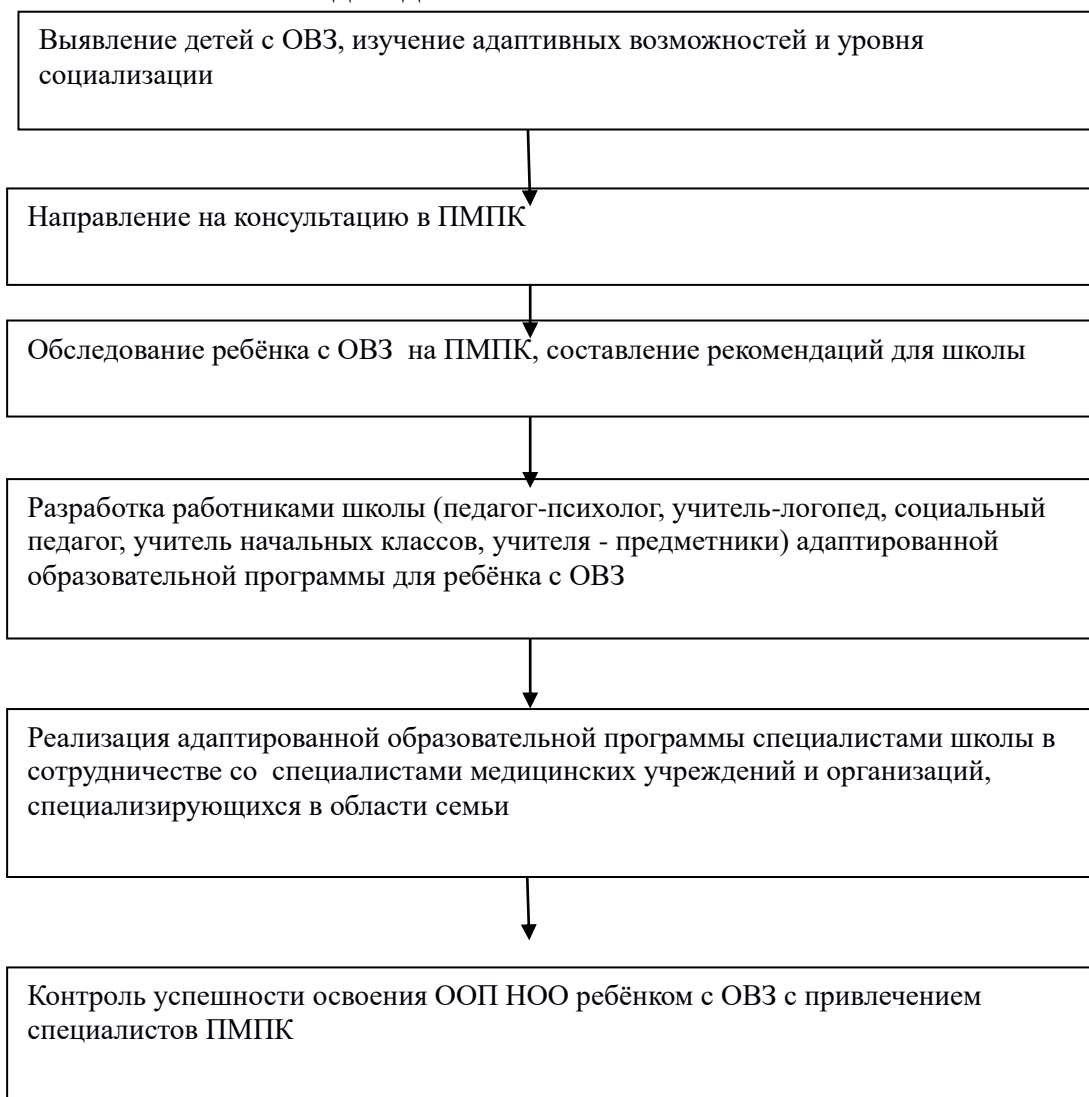 Выявление детей с ОВЗ, изучение адаптивных возможностей и уровня
социализации
Направление на консультацию в ПМПК
Обследование ребёнка с ОВЗ  на ПМПК, составление рекомендаций для школы
Разработка работниками школы (педагог-психолог, учитель-логопед, социальный
педагог, учитель начальных классов, учителя - предметники) адаптированной
образовательной программы для ребёнка с ОВЗ
Реализация адаптированной образовательной программы специалистами школы в
сотрудничестве со  специалистами медицинских учреждений и организаций,
специализирующихся в области семьи
Контроль успешности освоения ООП НОО ребёнком с ОВЗ с привлечением
специалистов ПМПК